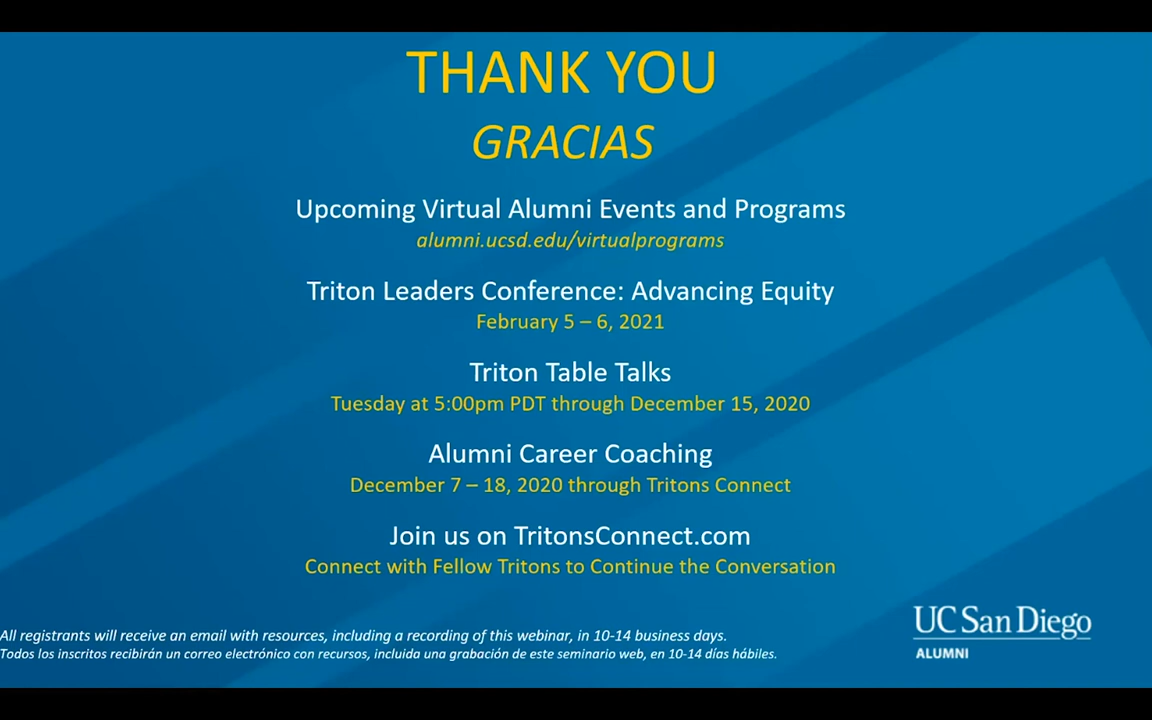 THANK YOU
GRACIAS
Upcoming Virtual Alumni Events and Programs
alumni.ucsd.edu/virtualprograms
Triton Leaders Conference: Advancing Equity
February 5 – 6, 2021
Triton Table Talks
Tuesday at 5:00pm PDT through December 15, 2020
Alumni Career Coaching
December 7 – 18, 2020 through Tritons Connect
Join us on TritonsConnect.com
Connect with Fellow Tritons to Continue the Conversation
All registrants will receive an email with resources, including a recording of this webinar, in 10-14 business days.
Todos los inscritos recibirán un correo electrónico con recursos, incluida una grabación de este seminario web, en 10-14 días hábiles.
UC San Diego
ALUMNI